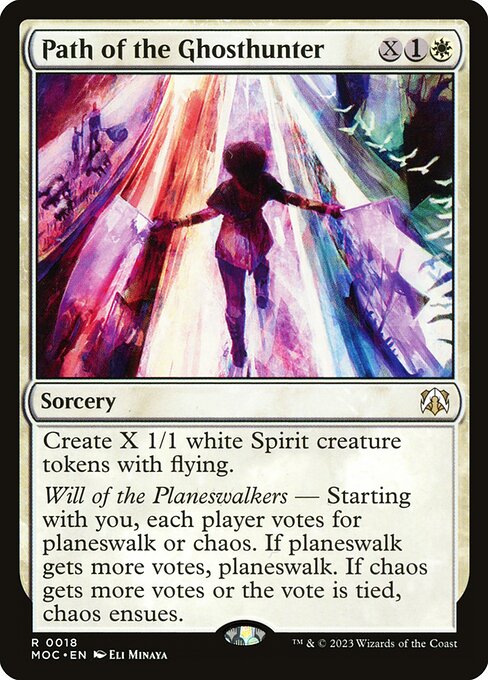 Path of the Ghosthunter X1
Sorcery
Create X 1/1 white Spirit creature
tokens with flying.
Will of the Planeswalkers — Starting
with you, each player votes for
planeswalk or chaos. If planeswalk
gets more votes, planeswalk. If chaos
gets more votes or the vote is tied,
chaos ensues.
R 0018
MOC • EN Eli Minaya
™ & © 2023 Wizards of the Coast